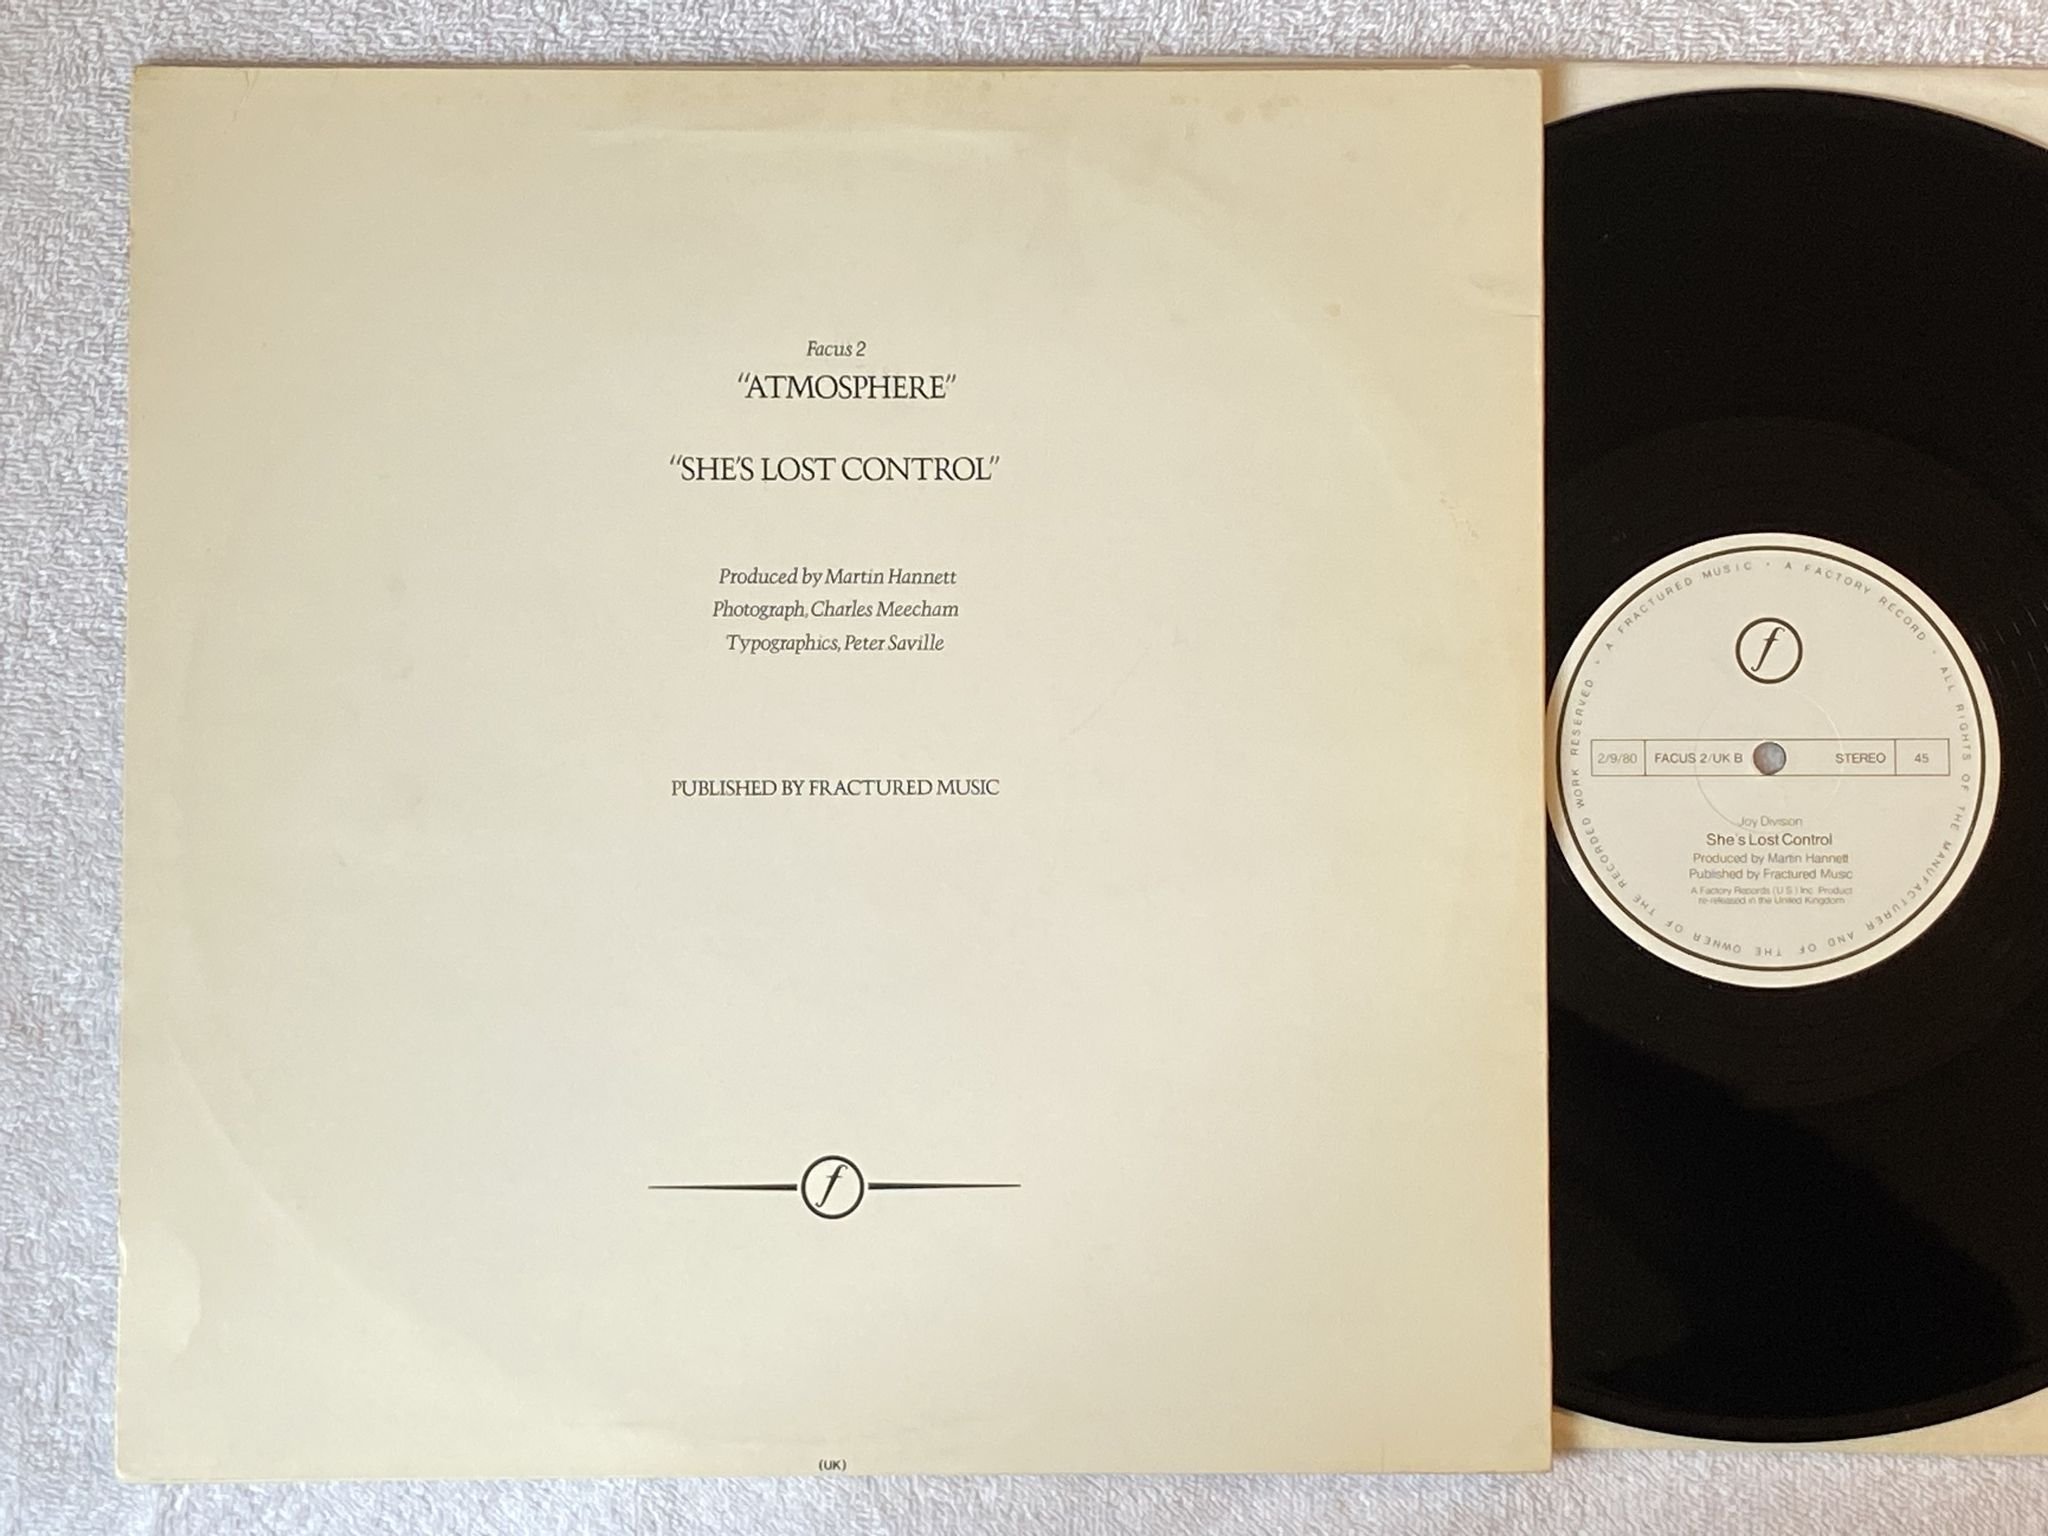 Facus 2
"ATMOSPHERE"
"SHE'S LOST CONTROL"
Produced by Martin Hannett
Photograph, Charles Meecham
Typographics, Peter Saville
PUBLISHED BY FRACTURED MUSIC
f
(UK)
A FRACTURED MUSIC · A FACTORY RECORD · ALL RIGHTS OF THE MANUFACTURER AND OF THE OWNER OF THE RECORDED WORK RESERVED ·
f
2/9/80 FACUS 2/UK B STEREO 45
Joy Division
She's Lost Control
Produced by Martin Hannett
Published by Fractured Music
A Factory Records (U S ) Inc. Product
re-released in the United Kingdom